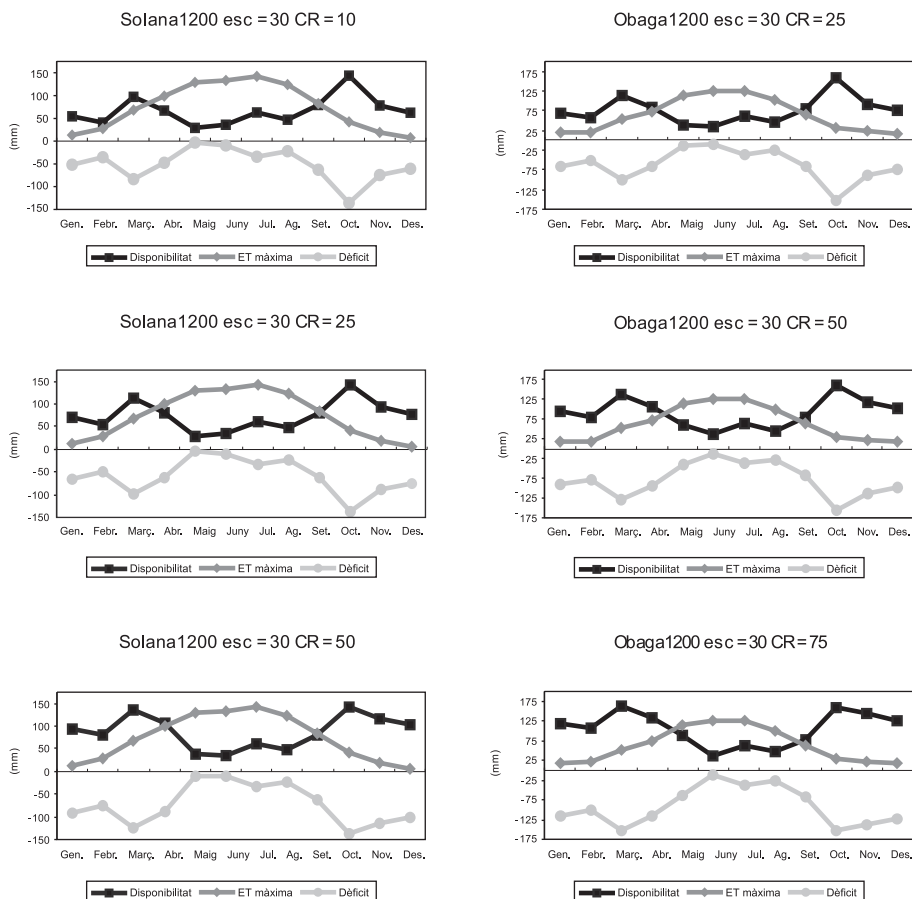 Solana1200 esc = 30 CR = 10
(mm)
150
100
50
0
-50
-100
-150
Gen. Febr. Març. Abr. Maig Juny Jul. Ag. Set. Oct. Nov. Des.
Disponibilitat ET màxima Dèficit
Obaga1200 esc = 30 CR = 25
(mm)
175
125
75
25
-25
-75
-125
-175
Gen. Febr. Març. Abr. Maig Juny Jul. Ag. Set. Oct. Nov. Des.
Disponibilitat ET màxima Dèficit
Solana1200 esc = 30 CR = 25
(mm)
150
100
50
0
-50
-100
-150
Gen. Febr. Març. Abr. Maig Juny Jul. Ag. Set. Oct. Nov. Des.
Disponibilitat ET màxima Dèficit
Obaga1200 esc = 30 CR = 50
(mm)
175
125
75
25
-25
-75
-125
-175
Gen. Febr. Març. Abr. Maig Juny Jul. Ag. Set. Oct. Nov. Des.
Disponibilitat ET màxima Dèficit
Solana1200 esc = 30 CR = 50
(mm)
150
100
50
0
-50
-100
-150
Gen. Febr. Març. Abr. Maig Juny Jul. Ag. Set. Oct. Nov. Des.
Disponibilitat ET màxima Dèficit
Obaga1200 esc = 30 CR = 75
(mm)
175
125
75
25
-25
-75
-125
-175
Gen. Febr. Març. Abr. Maig Juny Jul. Ag. Set. Oct. Nov. Des.
Disponibilitat ET màxima Dèficit